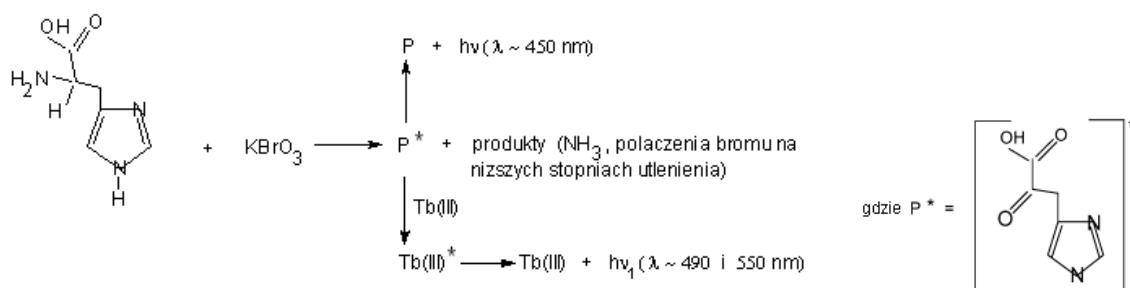 OH
O
H₂N
H
N
N
H
+ KBrO₃
P + hν (λ ~ 450 nm)
P* + produkty (NH₃, polaczenia bromu na
nizszych stopniach utlenienia)
Tb(III)
Tb(III)* Tb(III) + hν₁ (λ ~ 490 i 550 nm)
gdzie P* =
OH
O
O
N
N
*